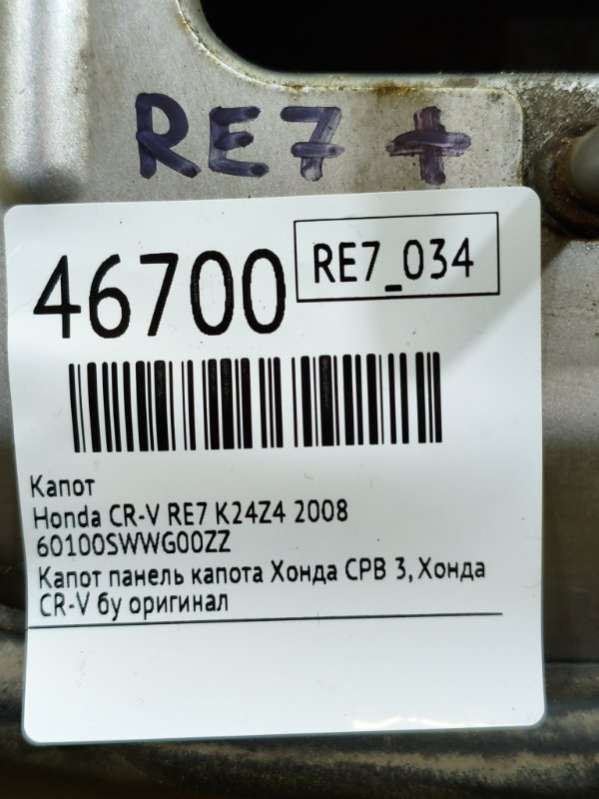 RE7 +
46700
RE7_034
Капот
Honda CR-V RE7 K24Z4 2008
60100SWWG00ZZ
Капот панель капота Хонда СРВ 3, Хонда
CR-V бу оригинал